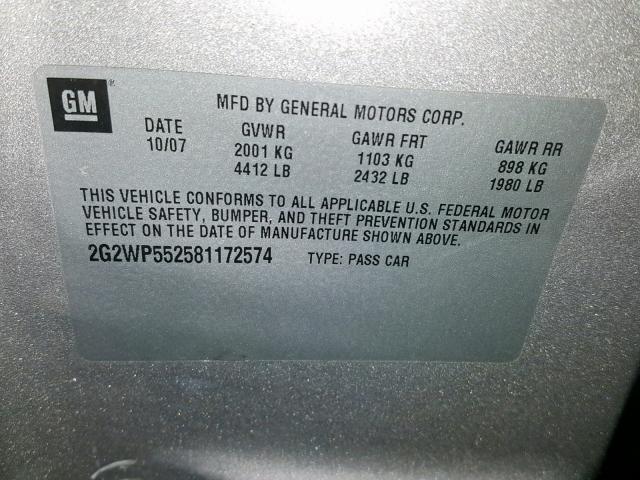 GM ®
MFD BY GENERAL MOTORS CORP.
DATE GVWR GAWR FRT GAWR RR
10/07 2001 KG 1103 KG 898 KG
4412 LB 2432 LB 1980 LB
THIS VEHICLE CONFORMS TO ALL APPLICABLE U.S. FEDERAL MOTOR
VEHICLE SAFETY, BUMPER, AND THEFT PREVENTION STANDARDS IN
EFFECT ON THE DATE OF MANUFACTURE SHOWN ABOVE.
2G2WP552581172574 TYPE: PASS CAR